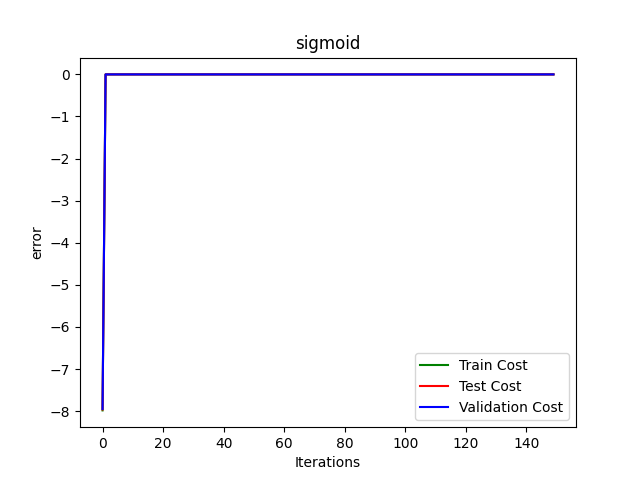 sigmoid
error
0
−1
−2
−3
−4
−5
−6
−7
−8
Train Cost
Test Cost
Validation Cost
0 20 40 60 80 100 120 140
Iterations